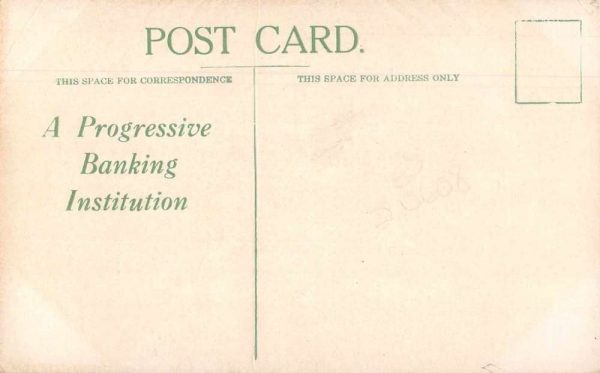 POST CARD.
THIS SPACE FOR CORRESPONDENCE
THIS SPACE FOR ADDRESS ONLY
A Progressive
Banking
Institution